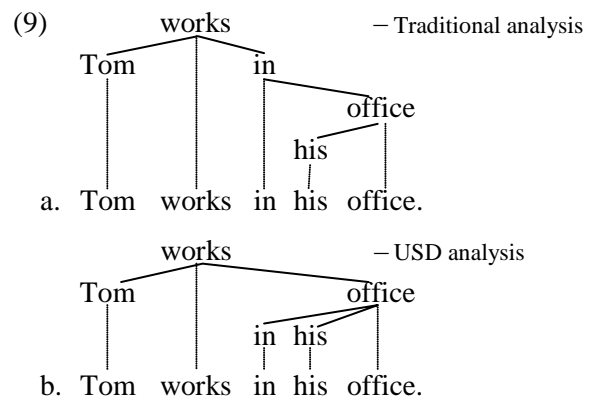 (9) works – Traditional analysis
Tom in
office
his
a. Tom works in his office.
works – USD analysis
Tom office
in his
b. Tom works in his office.